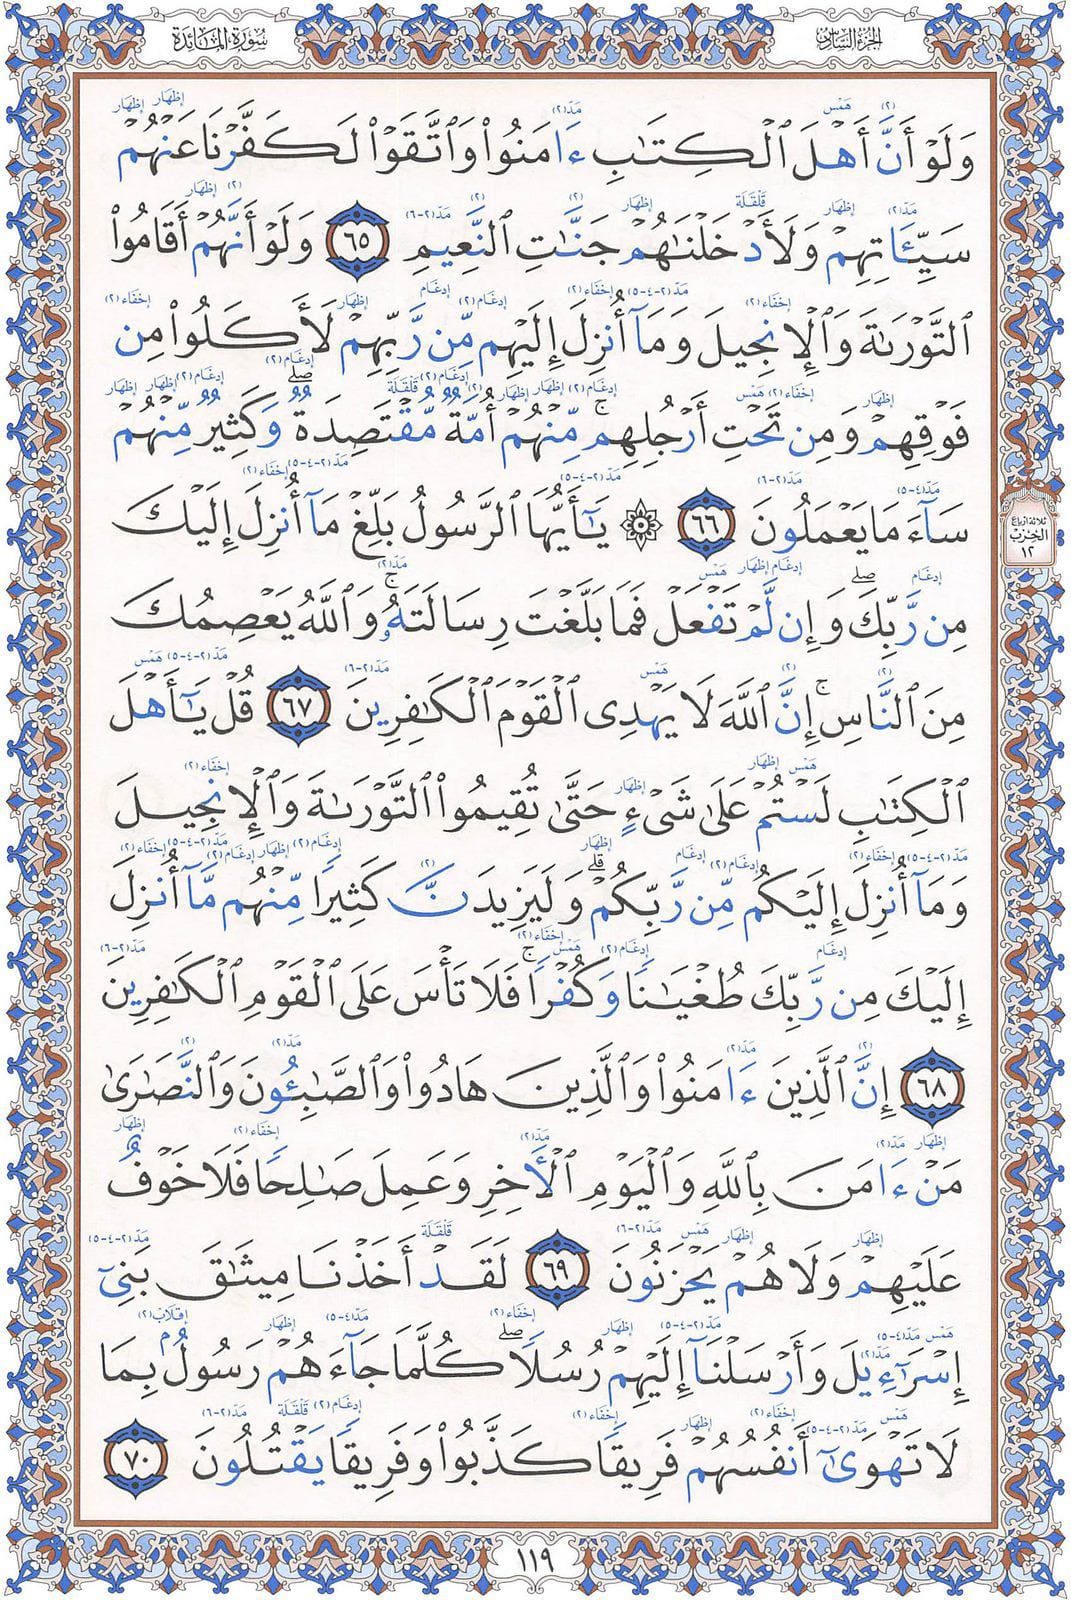 الجزء السادس
سورة المائدة
وَلَوۡ أَنَّ أَهۡلَ ٱلۡكِتَٰبِ ءَامَنُواْ وَٱتَّقَوۡاْ لَكَفَّرۡنَا عَنۡهُمۡ
سَيِّـَٔاتِهِمۡ وَلَأَدۡخَلۡنَٰهُمۡ جَنَّٰتِ ٱلنَّعِيمِ ٦٥ وَلَوۡ أَنَّهُمۡ أَقَامُواْ
ٱلتَّوۡرَىٰةَ وَٱلۡإِنجِيلَ وَمَآ أُنزِلَ إِلَيۡهِم مِّن رَّبِّهِمۡ لَأَكَلُواْ مِن
فَوۡقِهِمۡ وَمِن تَحۡتِ أَرۡجُلِهِمۚ مِّنۡهُمۡ أُمَّةٞ مُّقۡتَصِدَةٞۖ وَكَثِيرٞ مِّنۡهُمۡ
سَآءَ مَا يَعۡمَلُونَ ٦٦ ۞ يَٰٓأَيُّهَا ٱلرَّسُولُ بَلِّغۡ مَآ أُنزِلَ إِلَيۡكَ
مِن رَّبِّكَۖ وَإِن لَّمۡ تَفۡعَلۡ فَمَا بَلَّغۡتَ رِسَالَتَهُۥۚ وَٱللَّهُ يَعۡصِمُكَ
مِنَ ٱلنَّاسِۗ إِنَّ ٱللَّهَ لَا يَهۡدِي ٱلۡقَوۡمَ ٱلۡكَٰفِرِينَ ٦٧ قُلۡ يَٰٓأَهۡلَ
ٱلۡكِتَٰبِ لَسۡتُمۡ عَلَىٰ شَيۡءٍ حَتَّىٰ تُقِيمُواْ ٱلتَّوۡرَىٰةَ وَٱلۡإِنجِيلَ
وَمَآ أُنزِلَ إِلَيۡكُم مِّن رَّبِّكُمۡۗ وَلَيَزِيدَنَّ كَثِيرٗا مِّنۡهُم مَّآ أُنزِلَ
إِلَيۡكَ مِن رَّبِّكَ طُغۡيَٰنٗا وَكُفۡرٗاۖ فَلَا تَأۡسَ عَلَى ٱلۡقَوۡمِ ٱلۡكَٰفِرِينَ
٦٨ إِنَّ ٱلَّذِينَ ءَامَنُواْ وَٱلَّذِينَ هَادُواْ وَٱلصَّٰبِـُٔونَ وَٱلنَّصَٰرَىٰ
مَنۡ ءَامَنَ بِٱللَّهِ وَٱلۡيَوۡمِ ٱلۡأٓخِرِ وَعَمِلَ صَٰلِحٗا فَلَا خَوۡفٌ
عَلَيۡهِمۡ وَلَا هُمۡ يَحۡزَنُونَ ٦٩ لَقَدۡ أَخَذۡنَا مِيثَٰقَ بَنِيٓ
إِسۡرَٰٓءِيلَ وَأَرۡسَلۡنَآ إِلَيۡهِمۡ رُسُلٗاۖ كُلَّمَا جَآءَهُمۡ رَسُولُۢ بِمَا
لَا تَهۡوَىٰٓ أَنفُسُهُمۡ فَرِيقٗا كَذَّبُواْ وَفَرِيقٗا يَقۡتُلُونَ ٧٠
ثلاثة ارباع
الحزب
١٢
١١٩